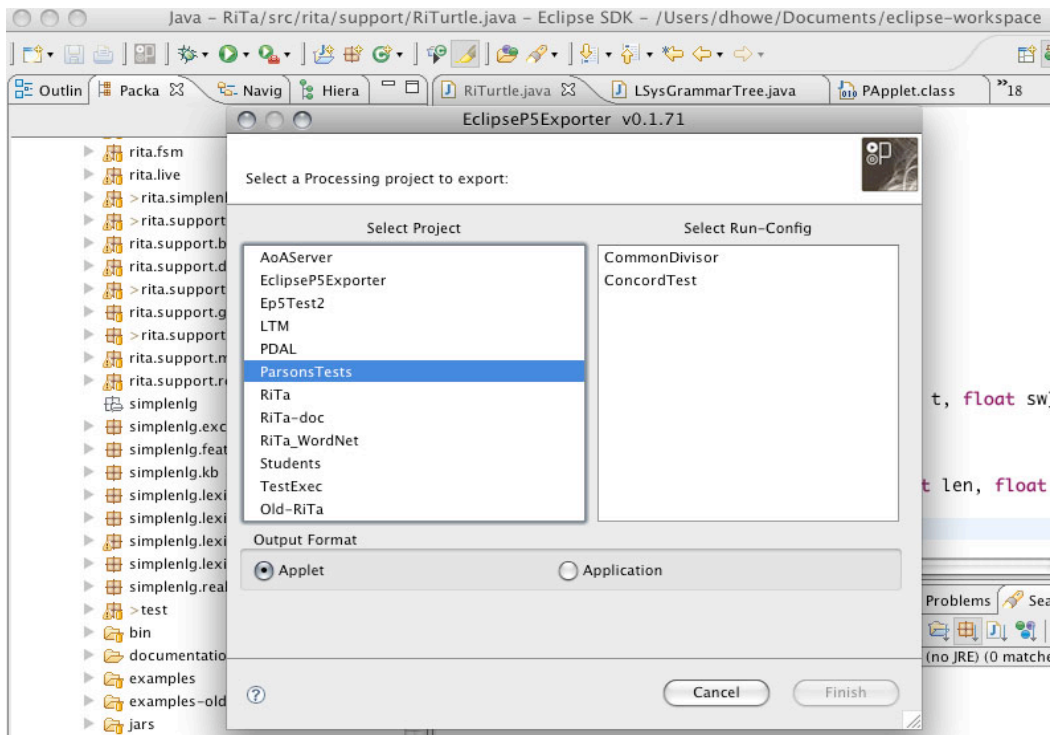 Java – RiTa/src/rita/support/RiTurtle.java – Eclipse SDK – /Users/dhowe/Documents/eclipse-workspace
Outlin Packa Navig Hiera RiTurtle.java LSysGrammarTree.java PApplet.class »18
EclipseP5Exporter v0.1.71
Select a Processing project to export:
Select Project Select Run-Config
AoAServer
EclipseP5Exporter
Ep5Test2
LTM
PDAL
ParsonsTests
RiTa
RiTa-doc
RiTa_WordNet
Students
TestExec
Old-RiTa
CommonDivisor
ConcordTest
Output Format
Applet Application
Cancel Finish
rita.fsm
rita.live
>rita.simplenl
>rita.support
rita.support.b
rita.support.d
>rita.support
rita.support.g
>rita.support
rita.support.m
rita.support.re
simplenlg
simplenlg.exc
simplenlg.feat
simplenlg.kb
simplenlg.lexi
simplenlg.lexi
simplenlg.lexi
simplenlg.lexi
simplenlg.real
>test
bin
documentatio
examples
examples-old
jars
t, float sw)
t len, float
Problems Sea
(no JRE) (0 matche